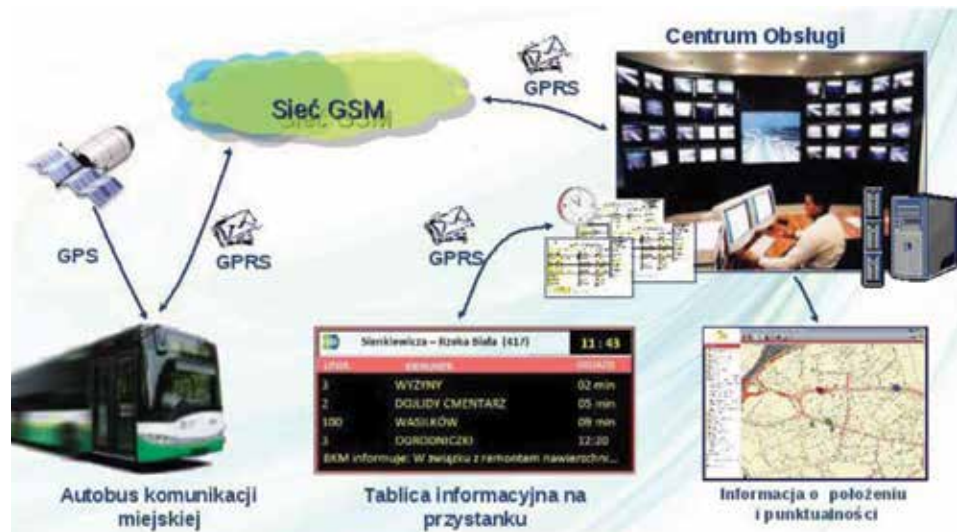 Centrum Obsługi
GPRS
Sieć GSM
GPS
GPRS
GPRS
Sienkiewicza – Rzeka Biała (417) 11:43
LINIA KIERUNEK ODJAZD
3 WYŻYNY 02 min
2 DOJLIDY CMENTARZ 05 min
100 WASILKÓW 09 min
3 OGRODNICZKI 12:20
BKM informuje: W związku z remontem nawierzchni...
Autobus komunikacji
miejskiej
Tablica informacyjna na
przystanku
Informacja o położeniu
i punktualności